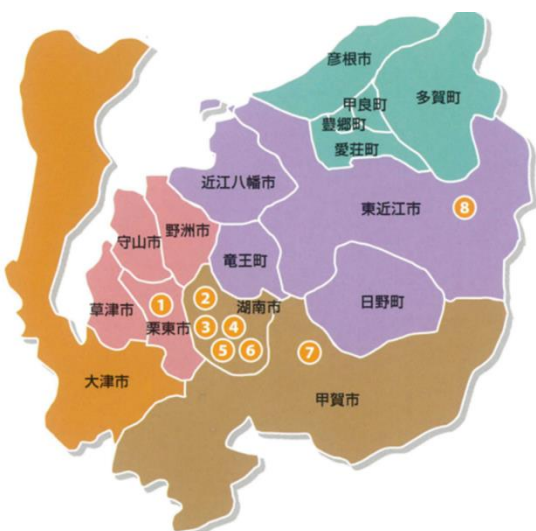 彦根市
多賀町
甲良町
豊郷町
愛荘町
近江八幡市
東近江市
8
守山市
野洲市
竜王町
草津市
1
栗東市
2
湖南市
日野町
3
4
5
6
7
大津市
甲賀市